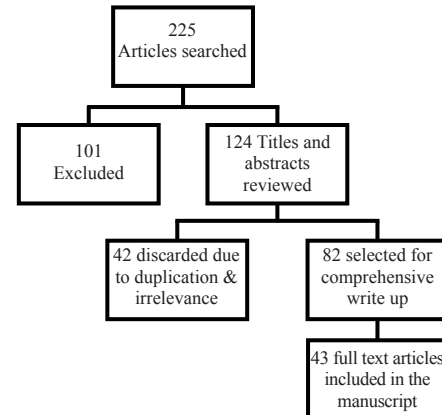 225
Articles searched
101
Excluded
124 Titles and
abstracts
reviewed
42 discarded due
to duplication &
irrelevance
82 selected for
comprehensive
write up
43 full text articles
included in the
manuscript